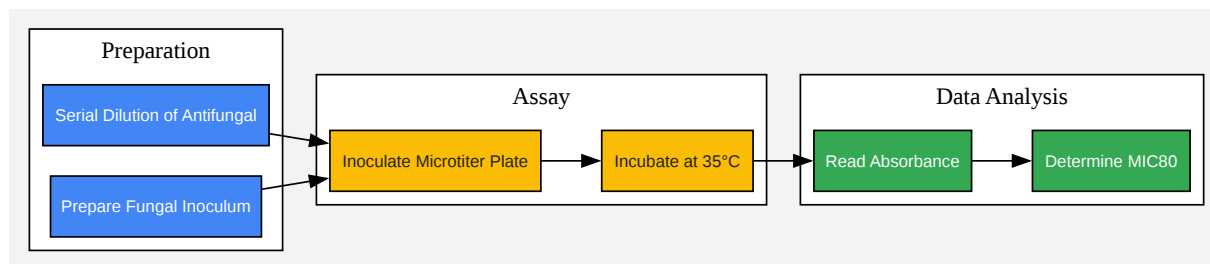 Preparation
Serial Dilution of Antifungal
Prepare Fungal Inoculum
Assay
Inoculate Microtiter Plate
Incubate at 35°C
Data Analysis
Read Absorbance
Determine MIC80